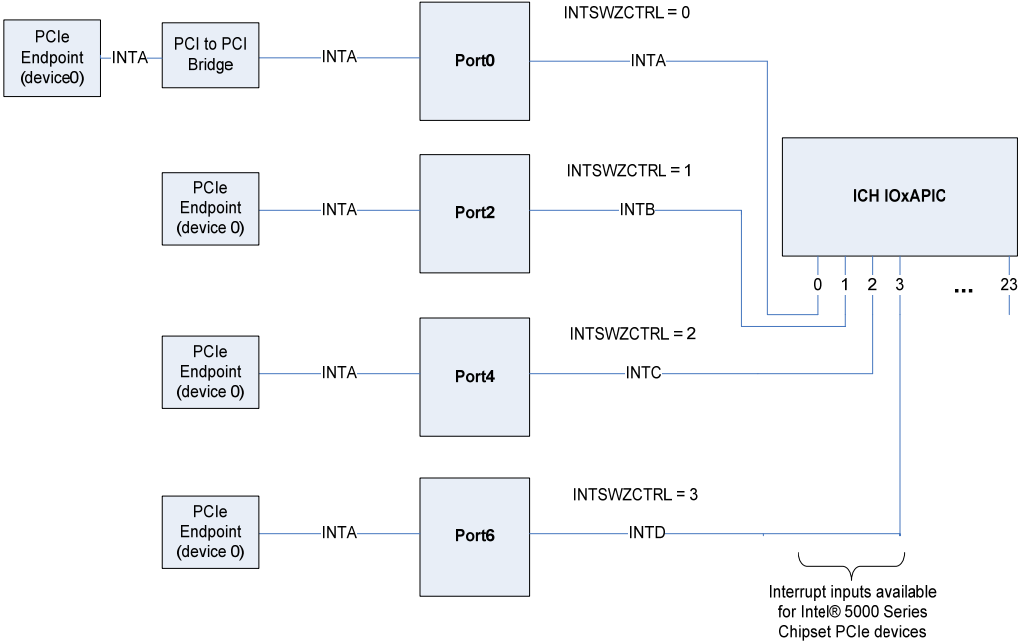 INTSWZCTRL = 0
PCIe
Endpoint
(device0)
INTA
PCI to PCI
Bridge
INTA
Port0
INTA
INTSWZCTRL = 1
PCIe
Endpoint
(device 0)
INTA
Port2
INTB
ICH IOxAPIC
0 1 2 3 ... 23
INTSWZCTRL = 2
PCIe
Endpoint
(device 0)
INTA
Port4
INTC
INTSWZCTRL = 3
PCIe
Endpoint
(device 0)
INTA
Port6
INTD
Interrupt inputs available
for Intel® 5000 Series
Chipset PCIe devices